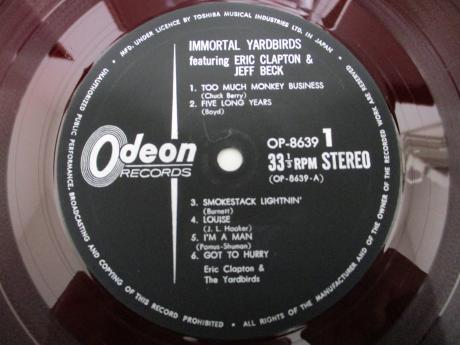 MFD. UNDER LICENCE BY TOSHIBA MUSICAL INDUSTRIES LTD. IN JAPAN
IMMORTAL YARDBIRDS
featuring ERIC CLAPTON &
JEFF BECK
1. TOO MUCH MONKEY BUSINESS
(Chuck Berry)
2. FIVE LONG YEARS
(Boyd)
Odeon
RECORDS
OP-8639 1
33 1/3 RPM STEREO
(OP-8639-A)
3. SMOKESTACK LIGHTNIN'
(Barnett)
4. LOUISE
(J. L. Hooker)
5. I'M A MAN
(Pomus-Shuman)
6. GOT TO HURRY
Eric Clapton &
The Yardbirds
UNAUTHORIZED PUBLIC PERFORMANCE, BROADCASTING AND COPYING OF THIS RECORD PROHIBITED • ALL RIGHTS OF THE MANUFACTURER AND OF THE OWNER OF THE RECORDED WORK ARE RESERVED